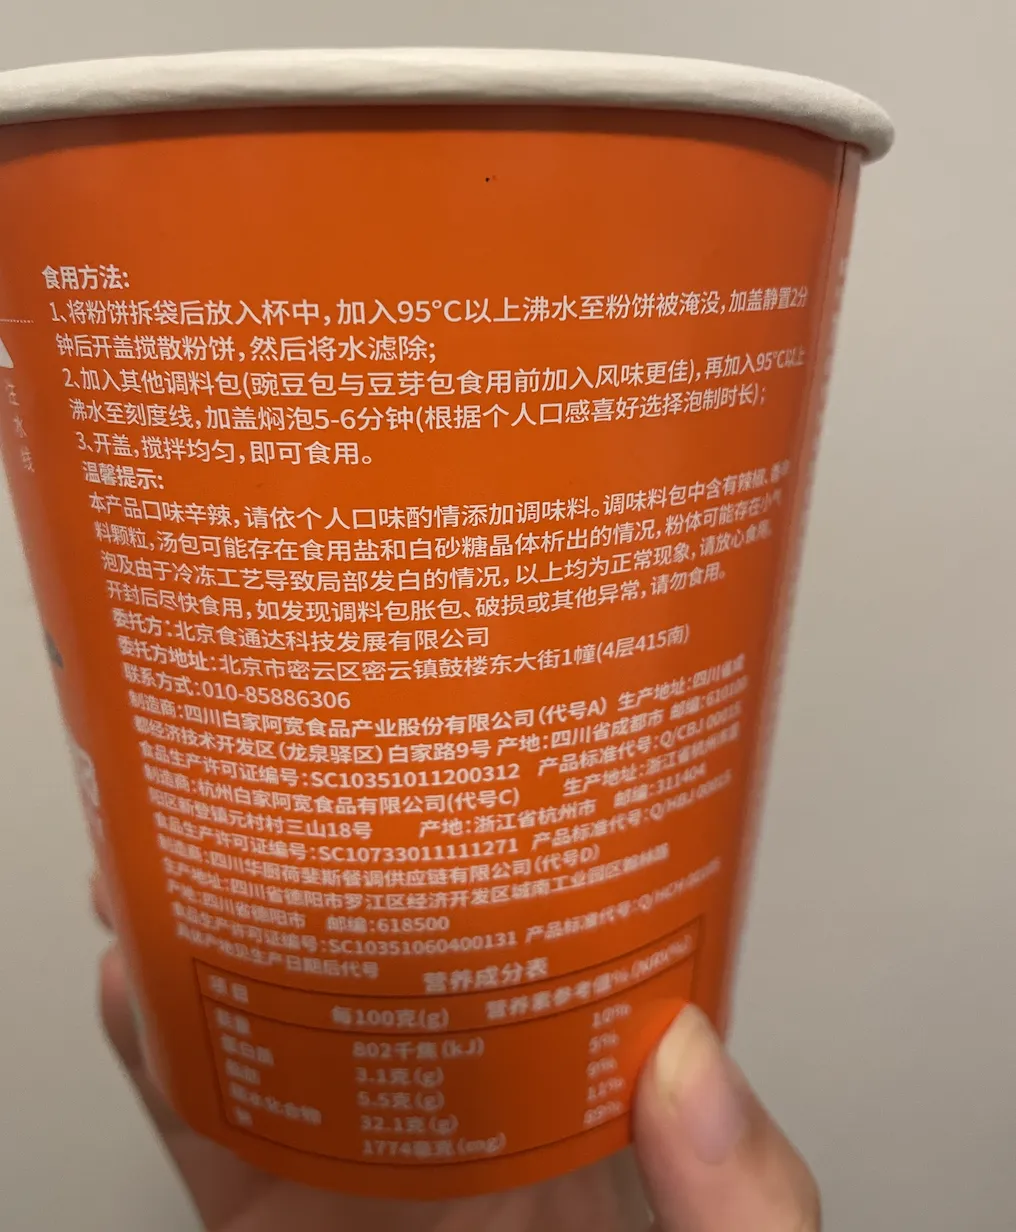 食用方法:
1、将粉饼拆袋后放入杯中,加入95℃以上沸水至粉饼被淹没,加盖静置2分
钟后开盖搅散粉饼,然后将水滤除;
2、加入其他调料包(豌豆包与豆芽包食用前加入风味更佳),再加入95℃以上
沸水至刻度线,加盖焖泡5-6分钟(根据个人口感喜好选择泡制时长);
3、开盖,搅拌均匀,即可食用。
温馨提示:
本产品口味辛辣,请依个人口味酌情添加调味料。调味料包中含有辣椒、香辛
料颗粒,汤包可能存在食用盐和白砂糖晶体析出的情况,粉体可能存在小气
泡及由于冷冻工艺导致局部发白的情况,以上均为正常现象,请放心食用。
开封后尽快食用,如发现调料包胀包、破损或其他异常,请勿食用。
委托方:北京食通达科技发展有限公司
委托方地址:北京市密云区密云镇鼓楼东大街1幢(4层415南)
联系方式:010-85886306
制造商:四川白家阿宽食品产业股份有限公司(代号A) 生产地址:四川省成
都经济技术开发区(龙泉驿区)白家路9号 产地:四川省成都市 邮编:610100
食品生产许可证编号:SC10351011200312 产品标准代号:Q/CBJ 0001S
制造商:杭州白家阿宽食品有限公司(代号C) 生产地址:浙江省杭州市富
阳区新登镇元村村三山18号 产地:浙江省杭州市 邮编:311404
食品生产许可证编号:SC10733011111271 产品标准代号:Q/HBJ 0001S
制造商:四川华厨荷斐斯餐调供应链有限公司(代号D)
生产地址:四川省德阳市罗江区经济开发区城南工业园区
产地:四川省德阳市 邮编:618500
食品生产许可证编号:SC10351060400131 产品标准代号:
具体产地见生产日期后代号
营养成分表
项目 每100克(g) 营养素参考值%(NRV%)
能量 802千焦(kJ) 10%
蛋白质 3.1克(g) 5%
脂肪 5.5克(g) 9%
碳水化合物 32.1克(g) 11%
钠 1774毫克(mg)
注水线